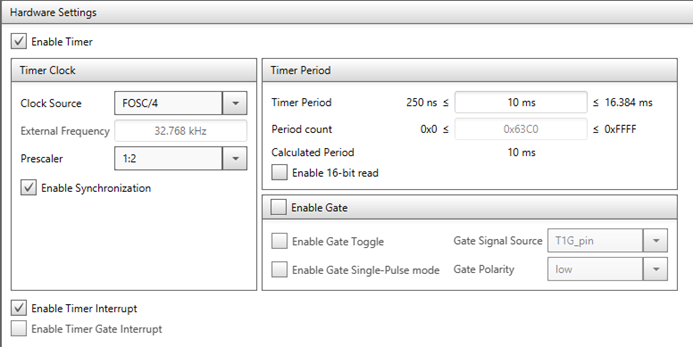 Hardware Settings
Enable Timer
Timer Clock
Clock Source FOSC/4
External Frequency 32.768 kHz
Prescaler 1:2
Enable Synchronization
Timer Period
Timer Period 250 ns ≤ 10 ms ≤ 16.384 ms
Period count 0x0 ≤ 0x63C0 ≤ 0xFFFF
Calculated Period 10 ms
Enable 16-bit read
Enable Gate
Enable Gate Toggle Gate Signal Source T1G_pin
Enable Gate Single-Pulse mode Gate Polarity low
Enable Timer Interrupt
Enable Timer Gate Interrupt